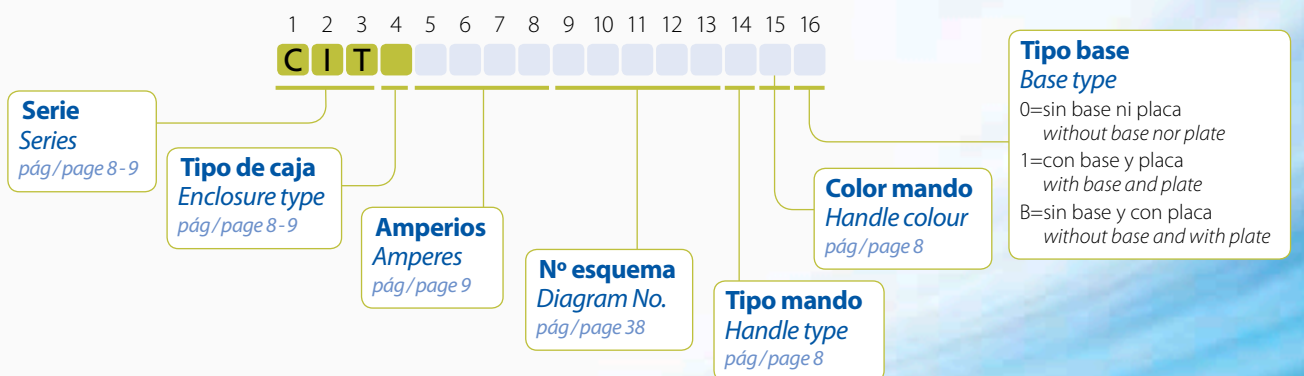 1 2 3 4 5 6 7 8 9 10 11 12 13 14 15 16
C I T
Serie
Series
pág/page 8-9
Tipo de caja
Enclosure type
pág/page 8-9
Amperios
Amperes
pág/page 9
Nº esquema
Diagram No.
pág/page 38
Tipo mando
Handle type
pág/page 8
Color mando
Handle colour
pág/page 8
Tipo base
Base type
0=sin base ni placa
without base nor plate
1=con base y placa
with base and plate
B=sin base y con placa
without base and with plate